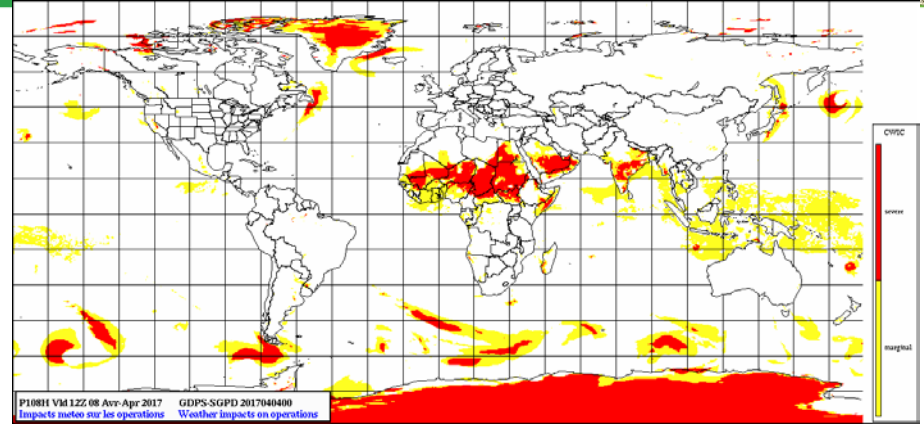 CWIC
severe
marginal
P108H Vld 12Z 08 Avr-Apr 2017 GDPS-SGPD 2017040400
Impacts meteo sur les operations Weather impacts on operations